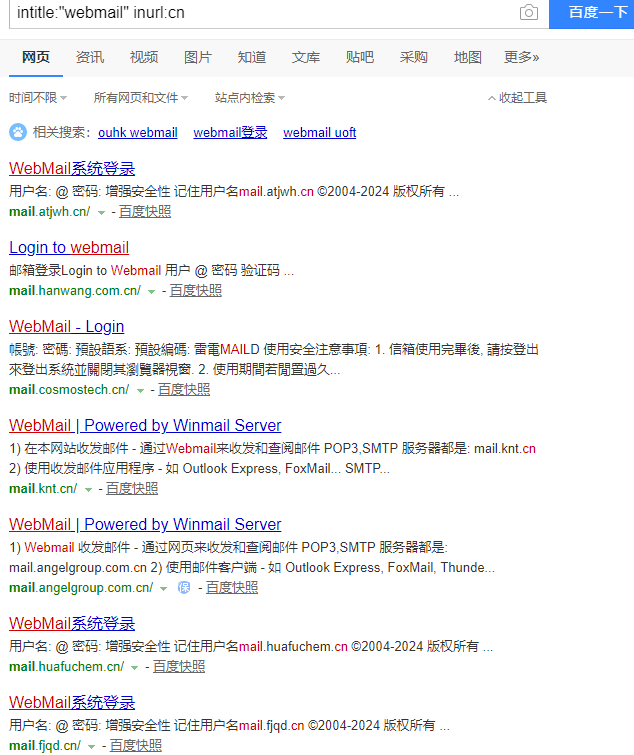 intitle:"webmail" inurl:cn 百度一下
网页 资讯 视频 图片 知道 文库 贴吧 采购 地图 更多»
时间不限 所有网页和文件 站点内检索 收起工具
相关搜索: ouhk webmail webmail登录 webmail uoft
WebMail系统登录
用户名: @ 密码: 增强安全性 记住用户名mail.atjwh.cn ©2004-2024 版权所有 ...
mail.atjwh.cn/ - 百度快照
Login to webmail
邮箱登录Login to Webmail 用户 @ 密码 验证码 ...
mail.hanwang.com.cn/ - 百度快照
WebMail - Login
帳號: 密碼: 預設語系: 預設編碼: 雷電MAILD 使用安全注意事項: 1. 信箱使用完畢後, 請按登出
來登出系統並關閉其瀏覽器視窗. 2. 使用期間若閒置過久...
mail.cosmostech.cn/ - 百度快照
WebMail | Powered by Winmail Server
1) 在本网站收发邮件 - 通过Webmail来收发和查阅邮件 POP3,SMTP 服务器都是: mail.knt.cn
2) 使用收发邮件应用程序 - 如 Outlook Express, FoxMail... SMTP...
mail.knt.cn/ - 百度快照
WebMail | Powered by Winmail Server
1) Webmail 收发邮件 - 通过网页来收发和查阅邮件 POP3,SMTP 服务器都是:
mail.angelgroup.com.cn 2) 使用邮件客户端 - 如 Outlook Express, FoxMail, Thunde...
mail.angelgroup.com.cn/ 保 - 百度快照
WebMail系统登录
用户名: @ 密码: 增强安全性 记住用户名mail.huafuchem.cn ©2004-2024 版权所有 ...
mail.huafuchem.cn/ - 百度快照
WebMail系统登录
用户名: @ 密码: 增强安全性 记住用户名mail.fjqd.cn ©2004-2024 版权所有 ...
mail.fjqd.cn/ - 百度快照